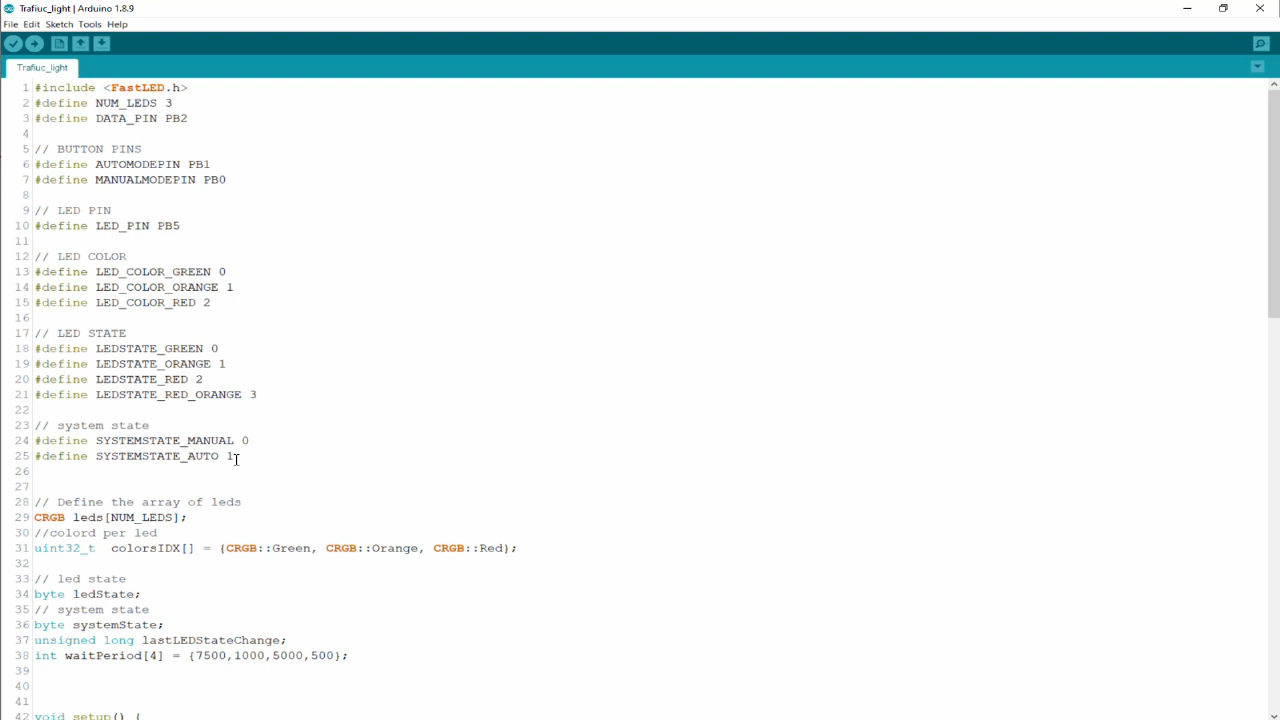 Trafiuc_light | Arduino 1.8.9
File Edit Sketch Tools Help
Trafiuc_light
1 #include <FastLED.h>
2 #define NUM_LEDS 3
3 #define DATA_PIN PB2
4
5 // BUTTON PINS
6 #define AUTOMODEPIN PB1
7 #define MANUALMODEPIN PB0
8
9 // LED PIN
10 #define LED_PIN PB5
11
12 // LED COLOR
13 #define LED_COLOR_GREEN 0
14 #define LED_COLOR_ORANGE 1
15 #define LED_COLOR_RED 2
16
17 // LED STATE
18 #define LEDSTATE_GREEN 0
19 #define LEDSTATE_ORANGE 1
20 #define LEDSTATE_RED 2
21 #define LEDSTATE_RED_ORANGE 3
22
23 // system state
24 #define SYSTEMSTATE_MANUAL 0
25 #define SYSTEMSTATE_AUTO 1
26
27
28 // Define the array of leds
29 CRGB leds[NUM_LEDS];
30 //colord per led
31 uint32_t  colorsIDX[] = {CRGB::Green, CRGB::Orange, CRGB::Red};
32
33 // led state
34 byte ledState;
35 // system state
36 byte systemState;
37 unsigned long lastLEDStateChange;
38 int waitPeriod[4] = {7500,1000,5000,500};
39
40
41
42 void setup() {